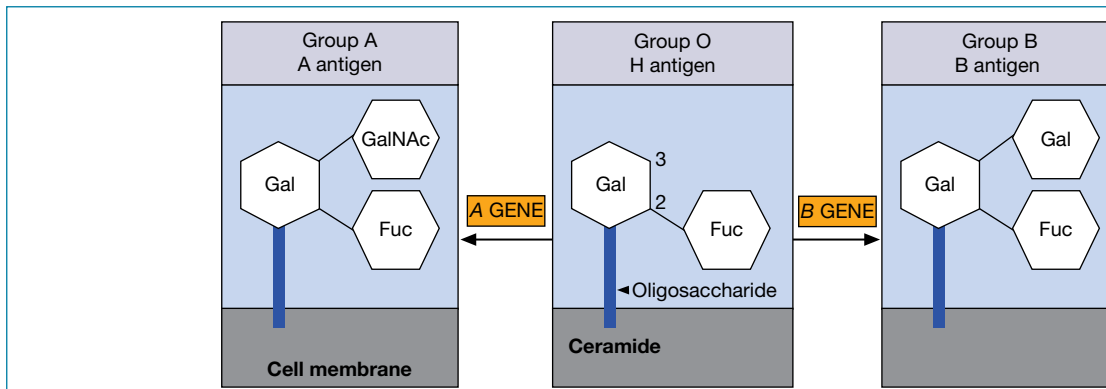 Group A
A antigen
GalNAc
Gal
Fuc
Cell membrane
A GENE
Group O
H antigen
3
Gal
2
Fuc
Oligosaccharide
Ceramide
B GENE
Group B
B antigen
Gal
Gal
Fuc